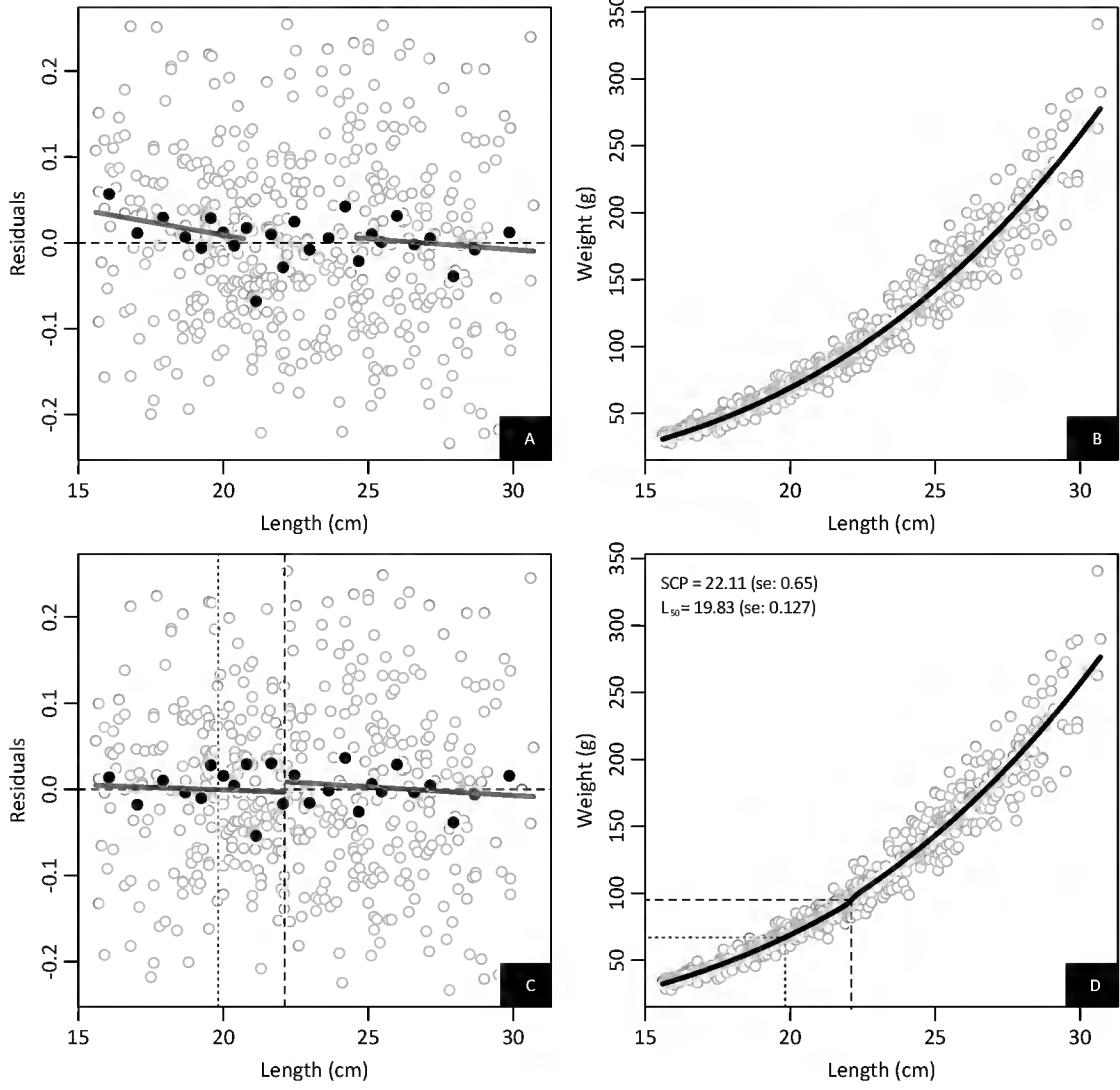 Residuals
0.2
0.1
0.0
-0.1
-0.2
A
15 20 25 30
Length (cm)
Weight (g)
350
300
250
200
150
100
50
B
15 20 25 30
Length (cm)
Residuals
0.2
0.1
0.0
-0.1
-0.2
C
15 20 25 30
Length (cm)
Weight (g)
350
300
250
200
150
100
50
SCP = 22.11 (se: 0.65)
L₅₀= 19.83 (se: 0.127)
D
15 20 25 30
Length (cm)